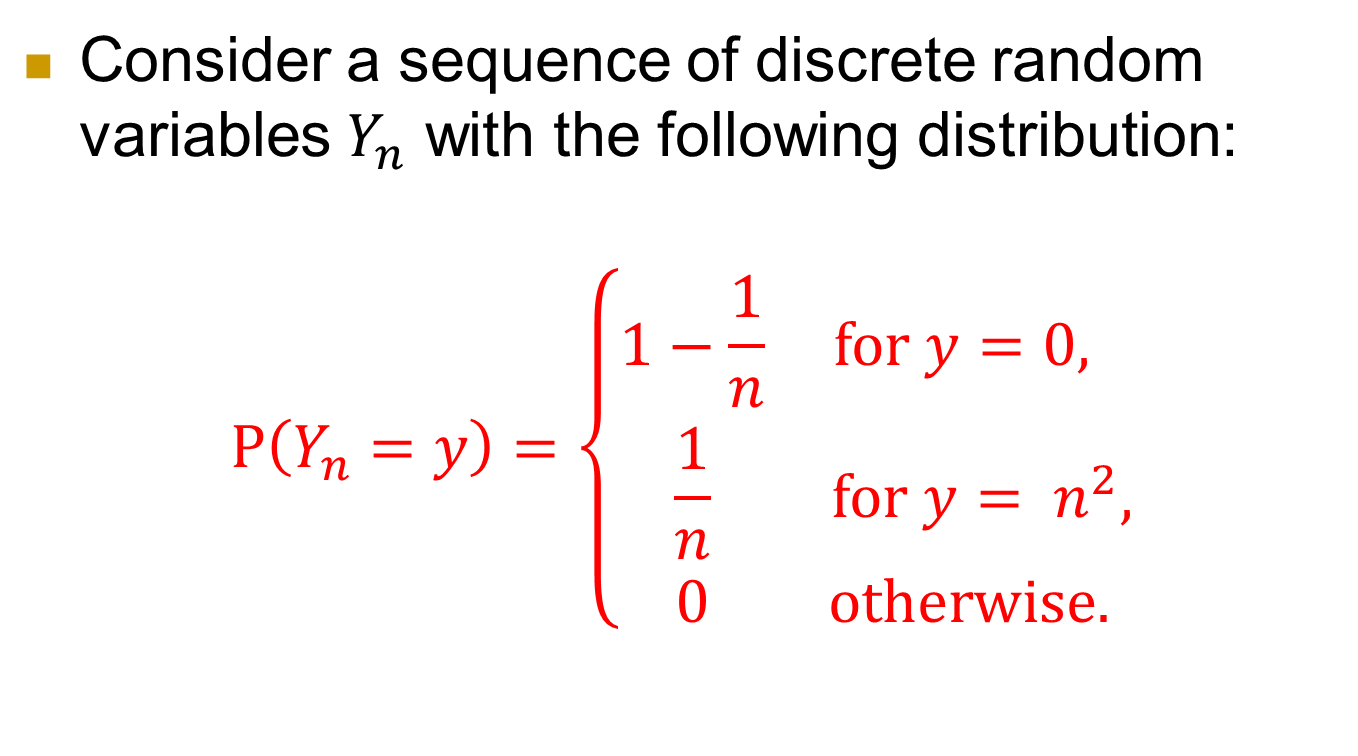 Consider a sequence of discrete random
variables Yₙ with the following distribution:
P(Yₙ = y) = { 1 − 1/n for y = 0,
1/n for y = n²,
0 otherwise.